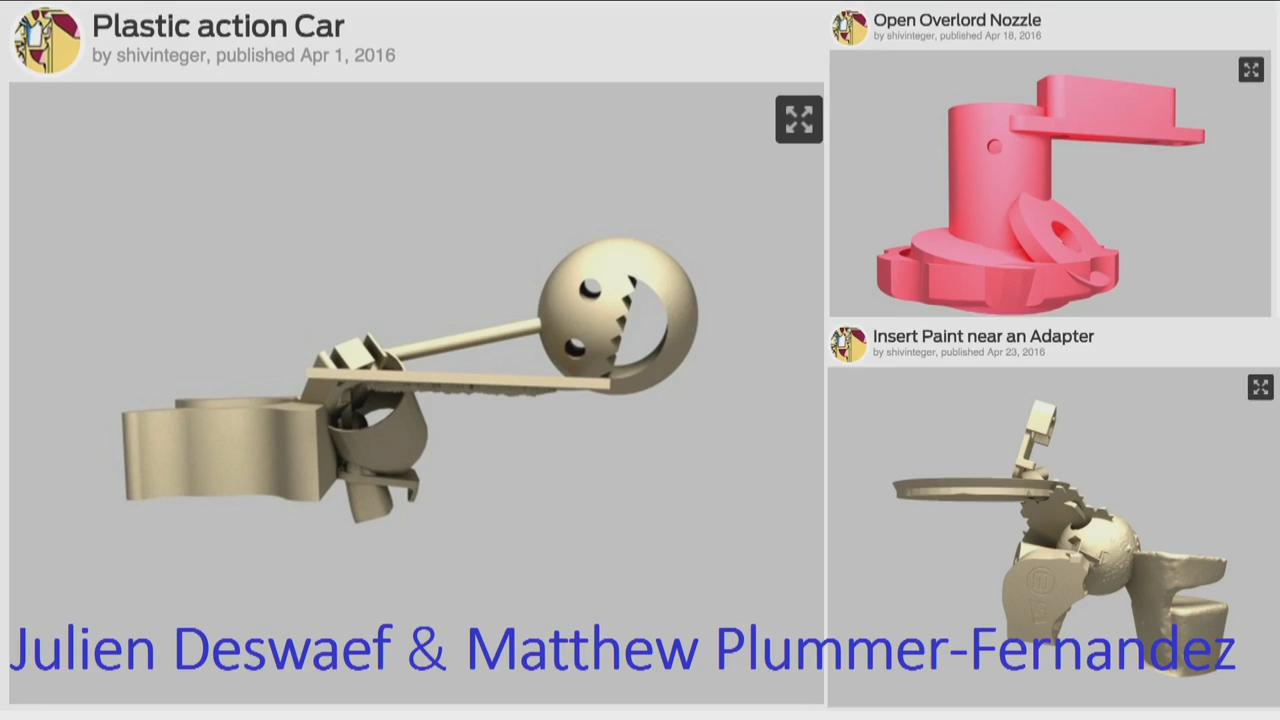 Plastic action Car
by shivinteger, published Apr 1, 2016
Open Overlord Nozzle
by shivinteger, published Apr 18, 2016
Insert Paint near an Adapter
by shivinteger, published Apr 23, 2016
Julien Deswaef & Matthew Plummer-Fernandez